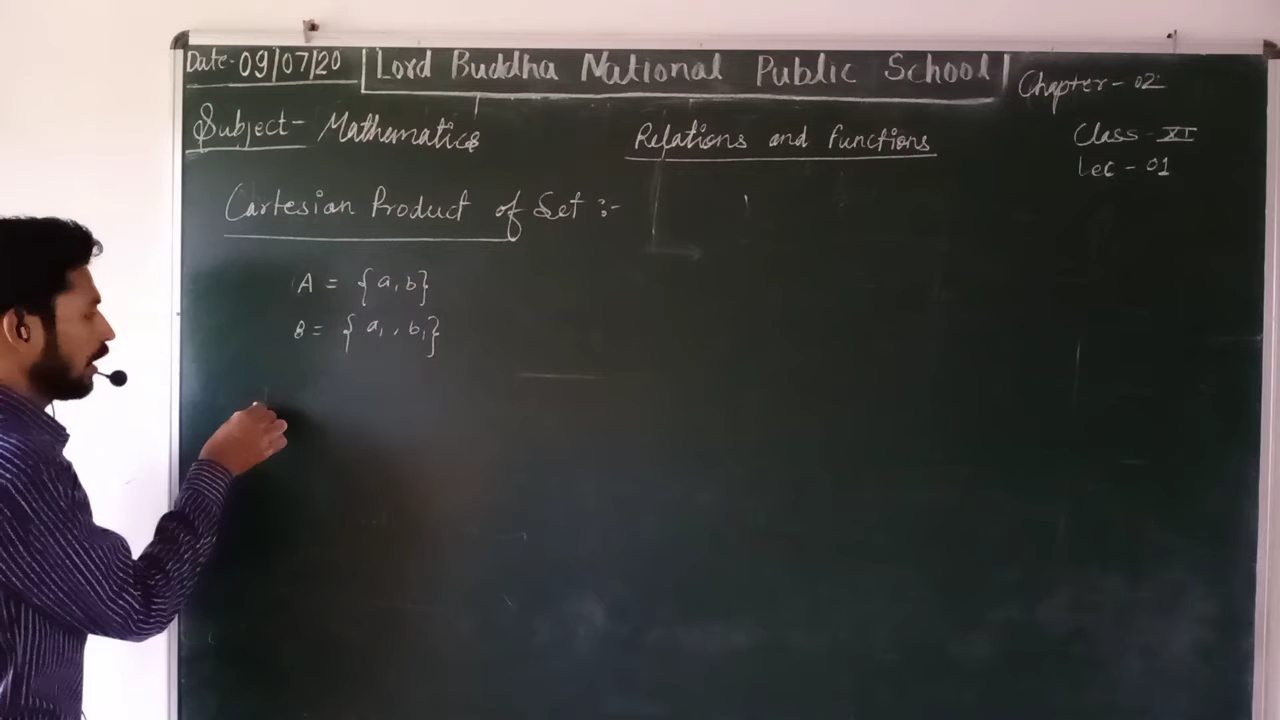 Date- 09/07/20 Lord Buddha National Public School Chapter- 02
Subject- Mathematics Relations and Functions Class - XI
Lec - 01
Cartesian Product of Set :-
A = {a, b}
B = {a₁, b₁}